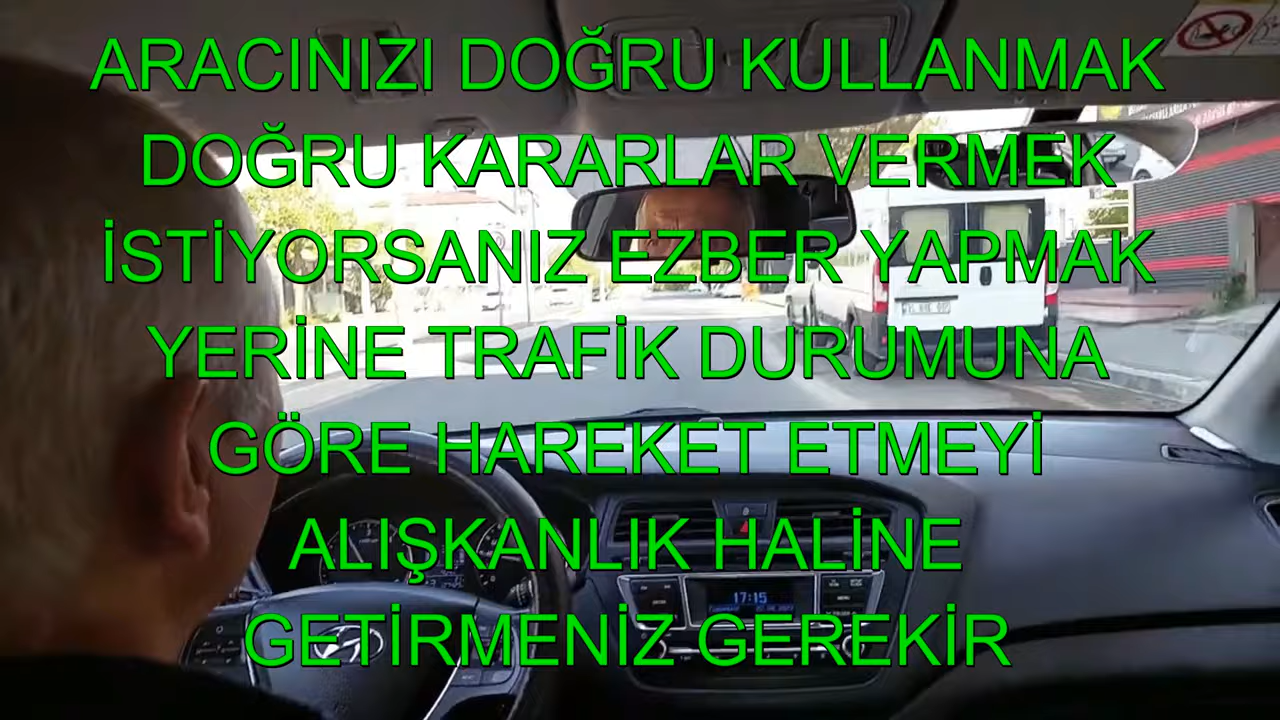 ARACINIZI DOĞRU KULLANMAK
DOĞRU KARARLAR VERMEK
İSTİYORSANIZ EZBER YAPMAK
YERİNE TRAFİK DURUMUNA
GÖRE HAREKET ETMEYİ
ALIŞKANLIK HALİNE
17:15
GETİRMENİZ GEREKİR